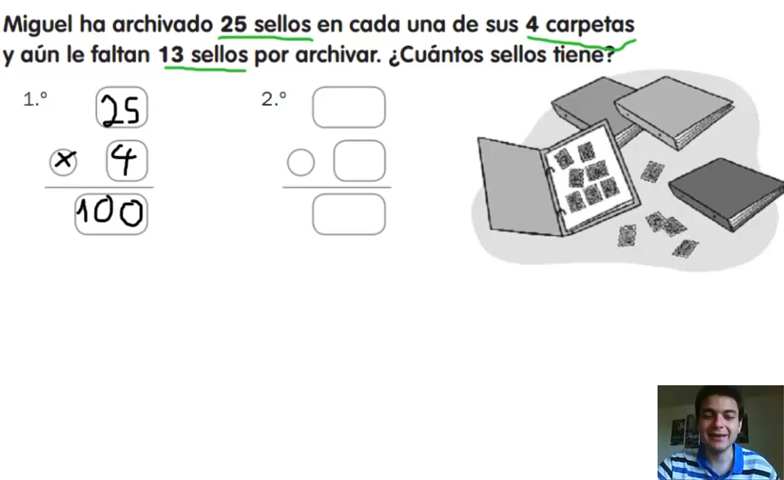 Miguel ha archivado 25 sellos en cada una de sus 4 carpetas
y aún le faltan 13 sellos por archivar. ¿Cuántos sellos tiene?
1.º
25
× 4
100
2.º